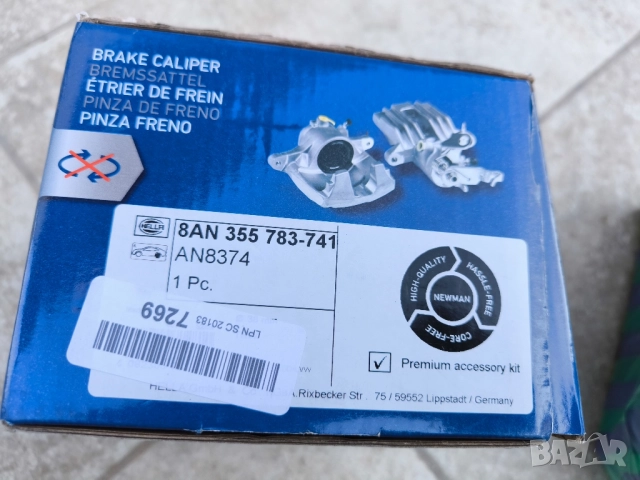 BRAKE CALIPER
BREMSSATTEL
ÉTRIER DE FREIN
PINZA DE FRENO
PINZA FRENO
HELLA
8AN 355 783-741
AN8374
1 Pc.
LPN SC 20183
7269
HIGH-QUALITY
HASSLE-FREE
CORE-FREE
NEWMAN
Premium accessory kit
Rixbecker Str. 75 / 59552 Lippstadt / Germany
BAZAR